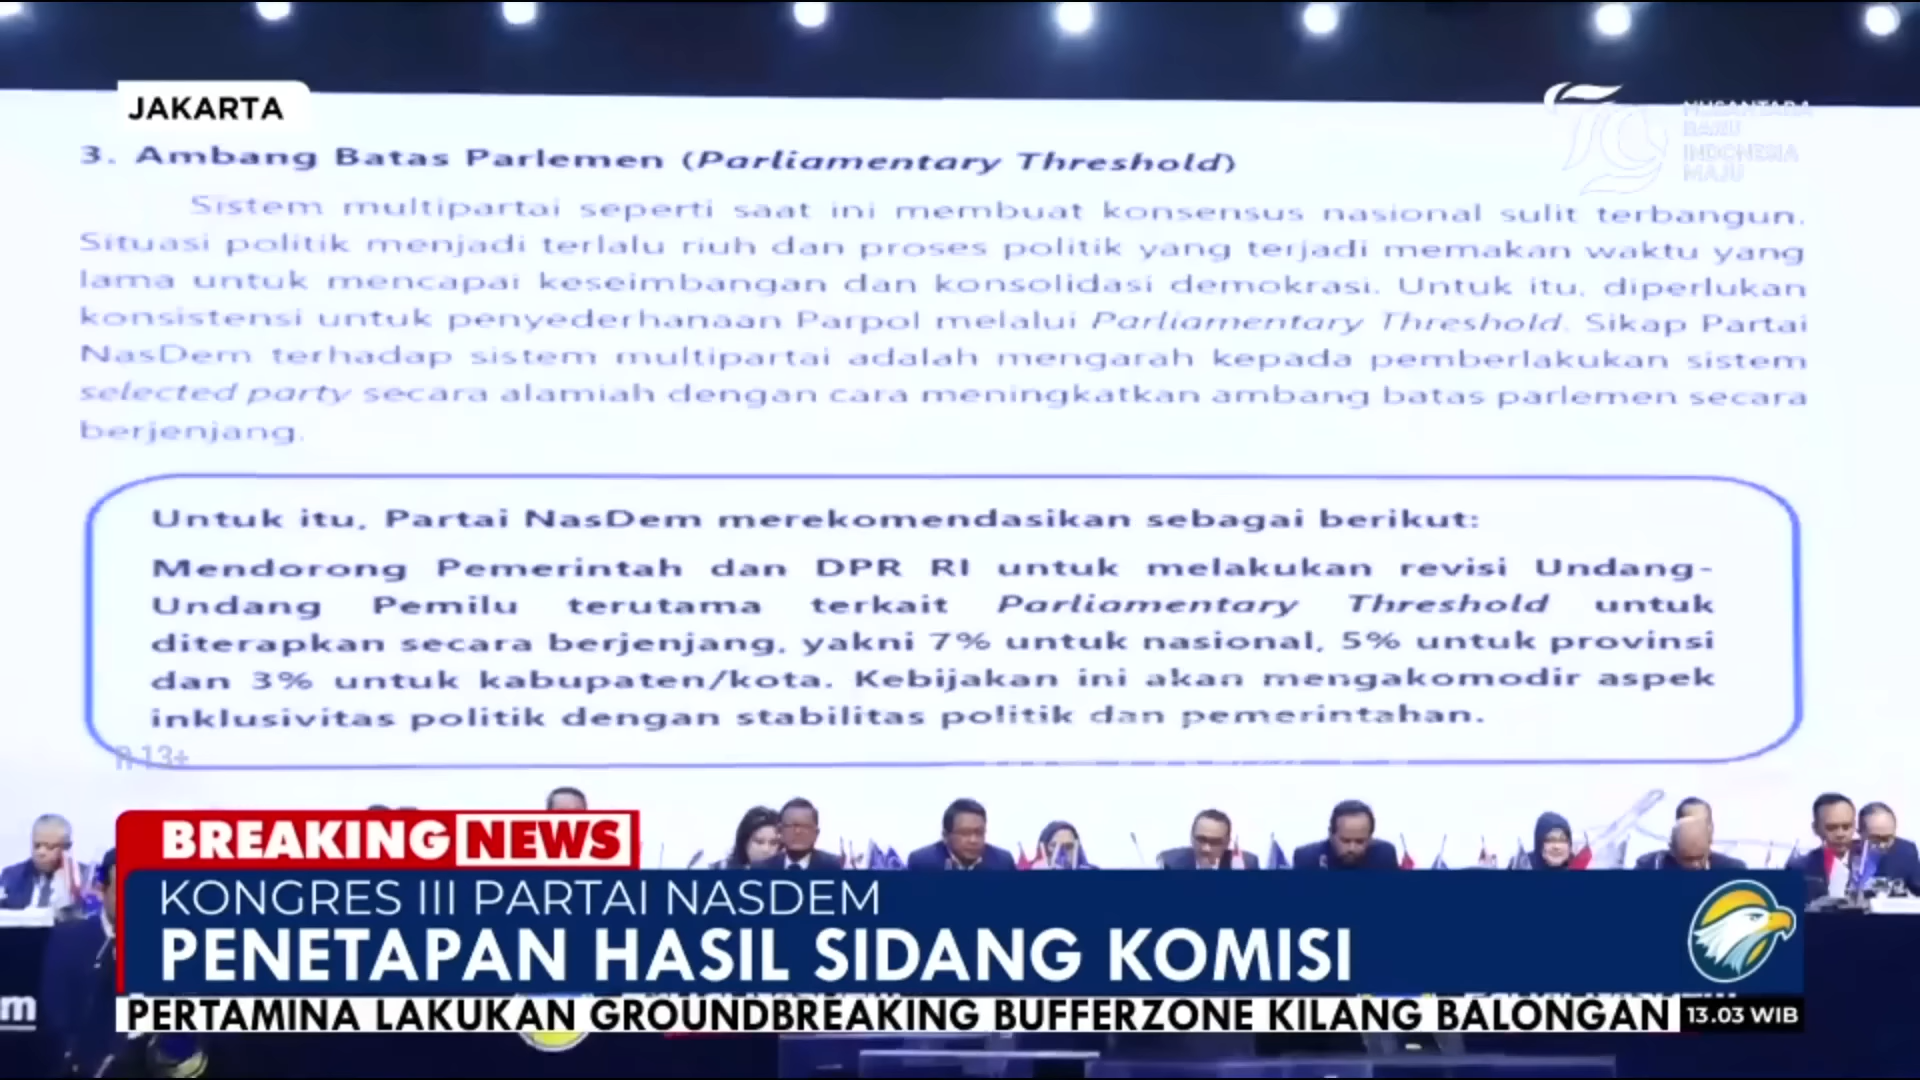 JAKARTA
NUSANTARA
BARU
INDONESIA
MAJU
3. Ambang Batas Parlemen (Parliamentary Threshold)
Sistem multipartai seperti saat ini membuat konsensus nasional sulit terbangun.
Situasi politik menjadi terlalu riuh dan proses politik yang terjadi memakan waktu yang
lama untuk mencapai keseimbangan dan konsolidasi demokrasi. Untuk itu, diperlukan
konsistensi untuk penyederhanaan Parpol melalui Parliamentary Threshold. Sikap Partai
NasDem terhadap sistem multipartai adalah mengarah kepada pemberlakukan sistem
selected party secara alamiah dengan cara meningkatkan ambang batas parlemen secara
berjenjang.
Untuk itu, Partai NasDem merekomendasikan sebagai berikut:
Mendorong Pemerintah dan DPR RI untuk melakukan revisi Undang-
Undang Pemilu terutama terkait Parliamentary Threshold untuk
diterapkan secara berjenjang, yakni 7% untuk nasional, 5% untuk provinsi
dan 3% untuk kabupaten/kota. Kebijakan ini akan mengakomodir aspek
inklusivitas politik dengan stabilitas politik dan pemerintahan.
R 13+
BREAKING NEWS
KONGRES III PARTAI NASDEM
PENETAPAN HASIL SIDANG KOMISI
PERTAMINA LAKUKAN GROUNDBREAKING BUFFERZONE KILANG BALONGAN
13.03 WIB